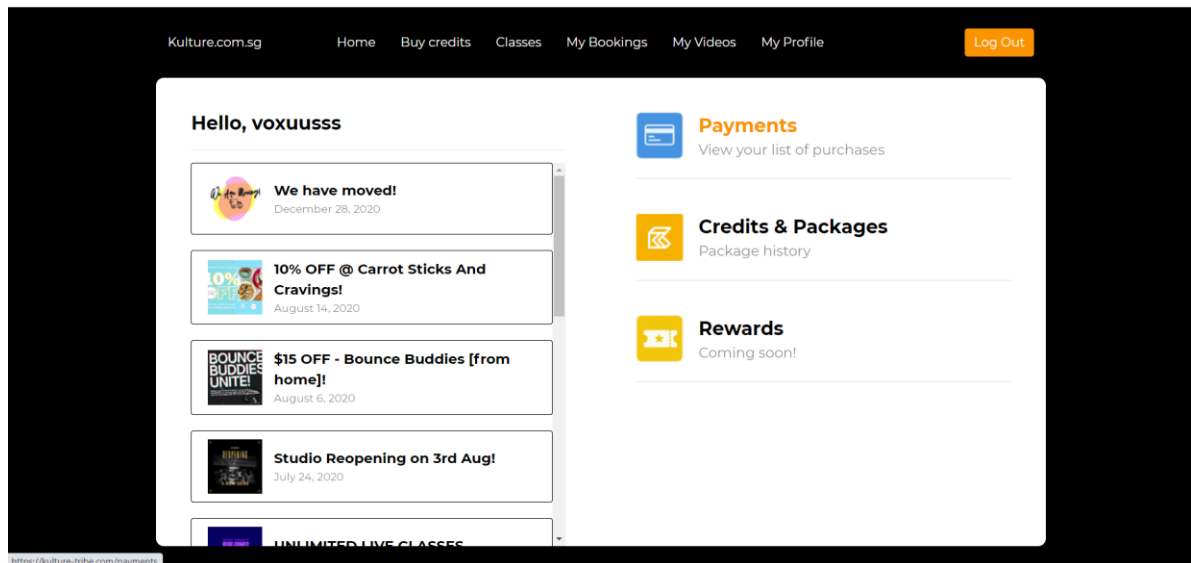 Kulture.com.sg Home Buy credits Classes My Bookings My Videos My Profile Log Out
Hello, voxuusss
We have moved!
December 28, 2020
10% OFF @ Carrot Sticks And
Cravings!
August 14, 2020
10%
OFF
$15 OFF - Bounce Buddies [from
home]!
August 6, 2020
BOUNCE
BUDDIES
UNITE!
Studio Reopening on 3rd Aug!
July 24, 2020
REOPENING
UNLIMITED LIVE CLASSES
Payments
View your list of purchases
Credits & Packages
Package history
Rewards
Coming soon!
https://kulture-tribe.com/payments